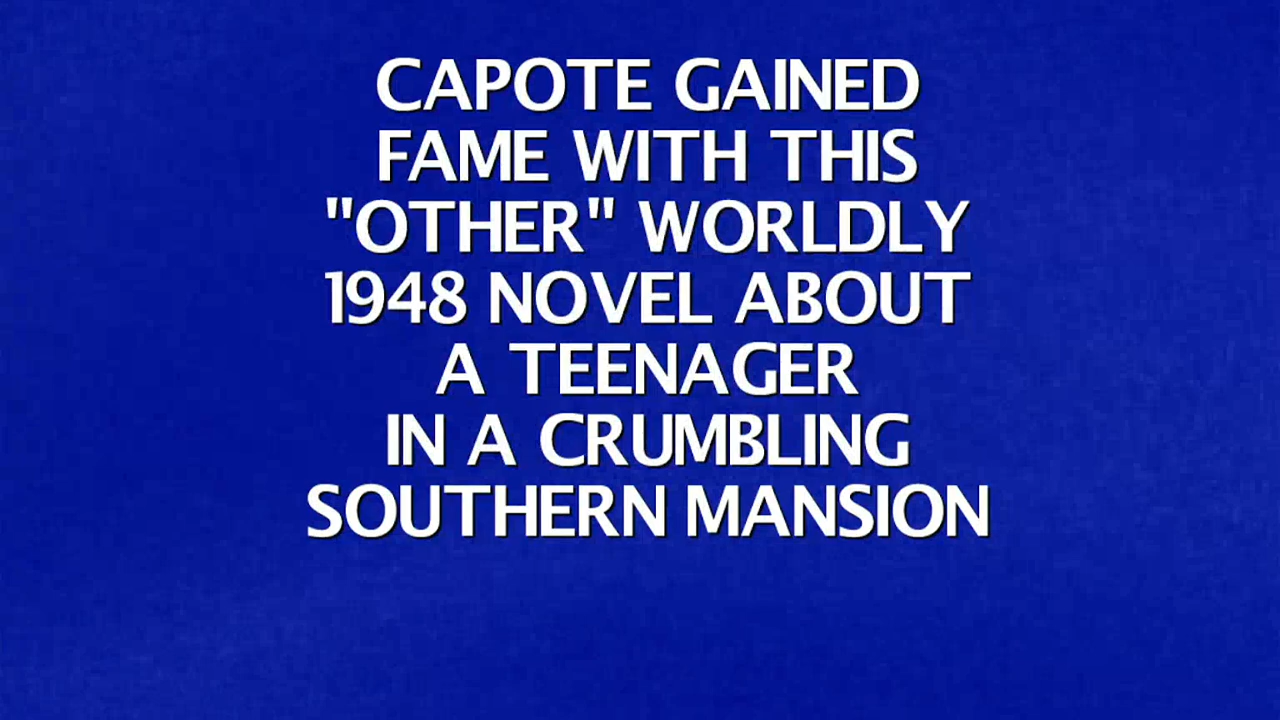 CAPOTE GAINED
FAME WITH THIS
"OTHER" WORLDLY
1948 NOVEL ABOUT
A TEENAGER
IN A CRUMBLING
SOUTHERN MANSION